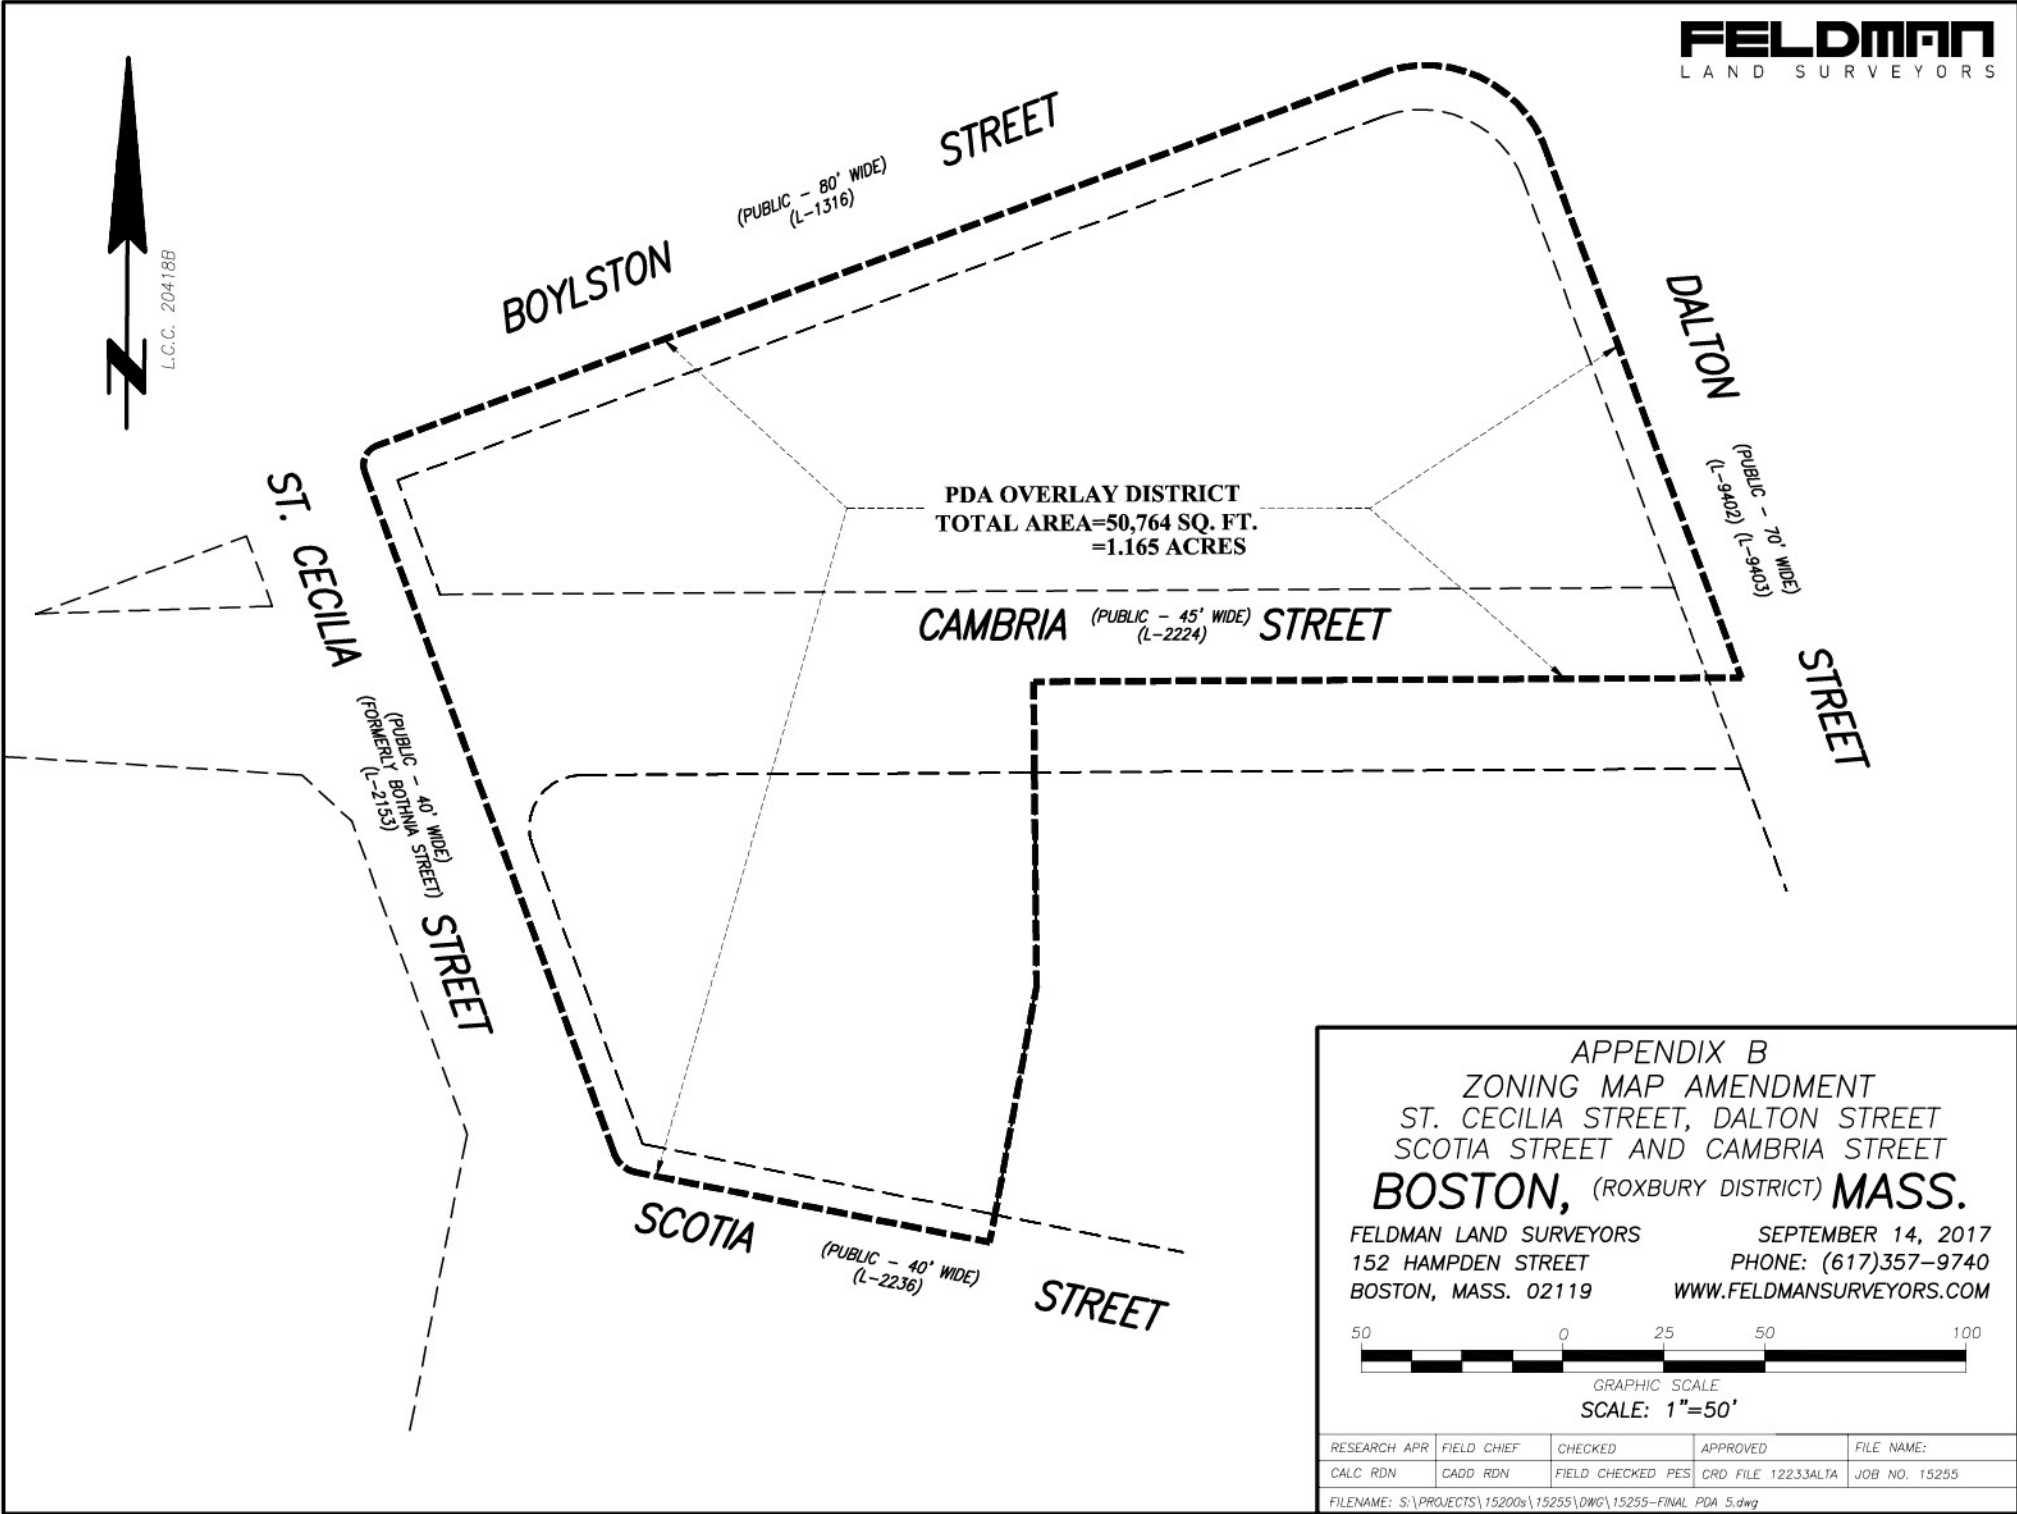 FELDMAN
LAND SURVEYORS
N
L.C.C. 20418B
BOYLSTON
(PUBLIC - 80' WIDE)
(L-1316)
STREET
DALTON
(PUBLIC - 70' WIDE)
(L-9402) (L-9403)
STREET
ST. CECILIA
(PUBLIC - 40' WIDE)
(FORMERLY BOTHNIA STREET)
(L-2153)
STREET
PDA OVERLAY DISTRICT
TOTAL AREA=50,764 SQ. FT.
=1.165 ACRES
CAMBRIA (PUBLIC - 45' WIDE) STREET
(L-2224)
SCOTIA
(PUBLIC - 40' WIDE)
(L-2236)
STREET
APPENDIX B
ZONING MAP AMENDMENT
ST. CECILIA STREET, DALTON STREET
SCOTIA STREET AND CAMBRIA STREET
BOSTON, (ROXBURY DISTRICT) MASS.
FELDMAN LAND SURVEYORS SEPTEMBER 14, 2017
152 HAMPDEN STREET PHONE: (617)357-9740
BOSTON, MASS. 02119 WWW.FELDMANSURVEYORS.COM
50 0 25 50 100
GRAPHIC SCALE
SCALE: 1"=50'
RESEARCH APR FIELD CHIEF CHECKED APPROVED FILE NAME:
CALC RDN CADD RDN FIELD CHECKED PES CRD FILE 12233ALTA JOB NO. 15255
FILENAME: S:\PROJECTS\15200s\15255\DWG\15255-FINAL PDA 5.dwg